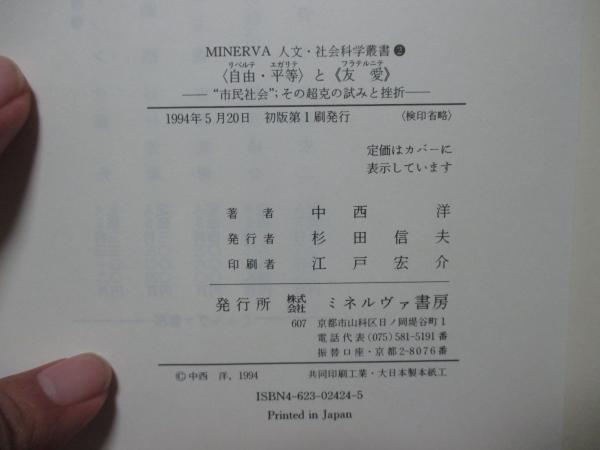 MINERVA 人文・社会科学叢書❷
リベルテ エガリテ フラテルニテ
〈自由・平等〉と《友愛》
——“市民社会”；その超克の試みと挫折——
1994年5月20日 初版第1刷発行 〈検印省略〉
定価はカバーに
表示しています
著者 中西洋
発行者 杉田信夫
印刷者 江戸宏介
発行所 株式会社 ミネルヴァ書房
607 京都市山科区日ノ岡堤谷町1
電話代表(075)581-5191番
振替口座・京都2-8076番
©中西 洋, 1994 共同印刷工業・大日本製本紙工
ISBN4-623-02424-5
Printed in Japan